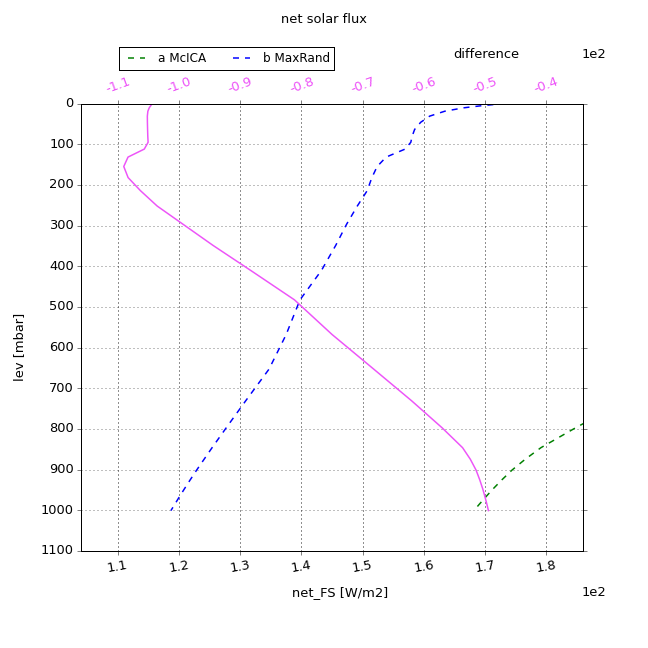 net solar flux
a McICA b MaxRand
difference 1e2
-1.1 -1.0 -0.9 -0.8 -0.7 -0.6 -0.5 -0.4
0
100
200
300
400
500
600
700
800
900
1000
1100
lev [mbar]
1.1 1.2 1.3 1.4 1.5 1.6 1.7 1.8
net_FS [W/m2] 1e2